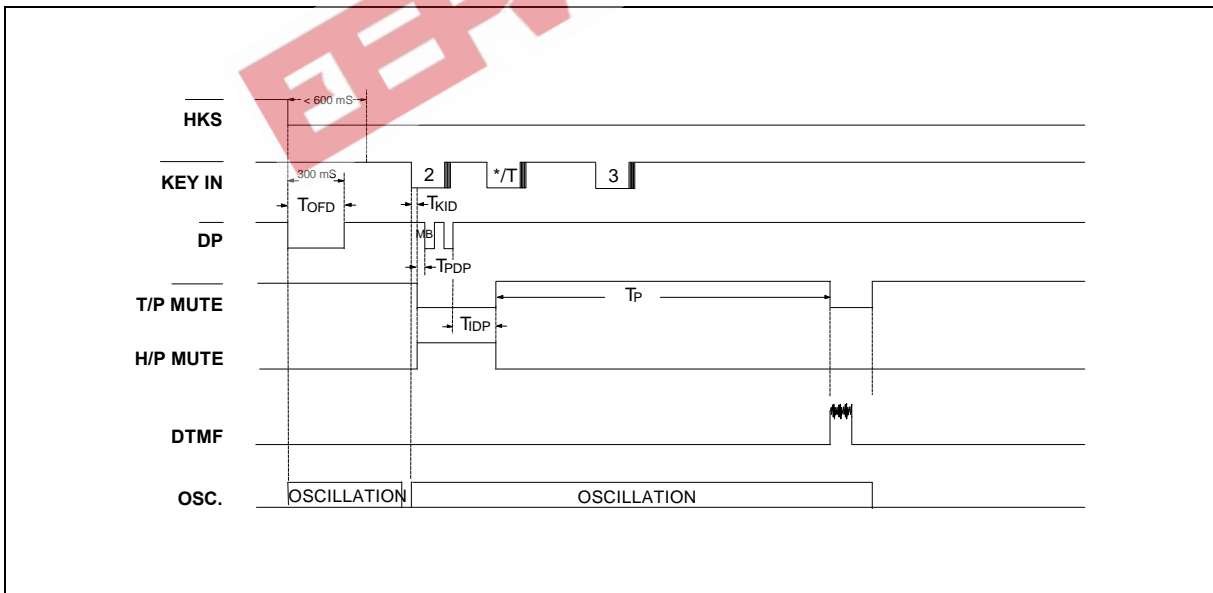 < 600 mS
HKS
KEY IN
2
*/T
3
300 mS
TOFD
TKID
DP
MB
TPDP
T/P MUTE
TP
TIDP
H/P MUTE
DTMF
OSC.
OSCILLATION
OSCILLATION